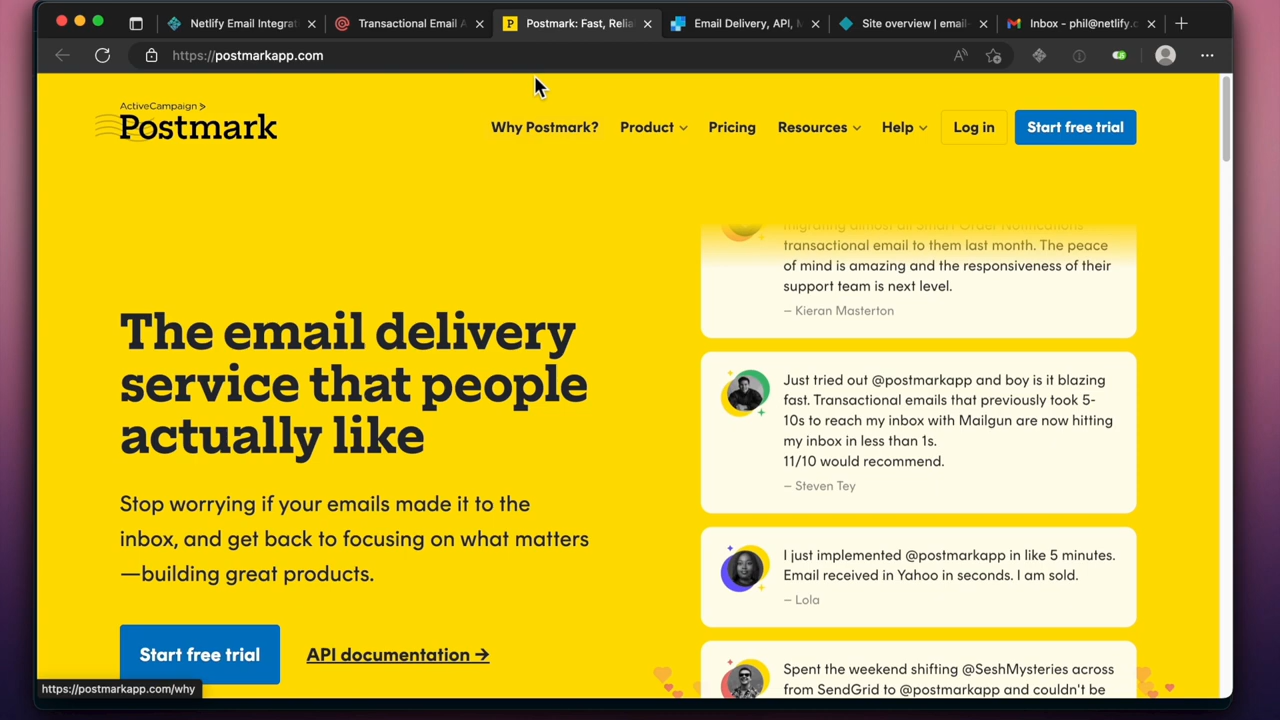 Netlify Email Integrat
Transactional Email A
Postmark: Fast, Relia
Email Delivery, API, M
Site overview | email-
Inbox - phil@netlify.c
https://postmarkapp.com
ActiveCampaign >
Postmark
Why Postmark?
Product
Pricing
Resources
Help
Log in
Start free trial
The email delivery
service that people
actually like
Stop worrying if your emails made it to the
inbox, and get back to focusing on what matters
—building great products.
Start free trial
API documentation →
migrating almost all Smart Order Notifications
transactional email to them last month. The peace
of mind is amazing and the responsiveness of their
support team is next level.
– Kieran Masterton
Just tried out @postmarkapp and boy is it blazing
fast. Transactional emails that previously took 5-
10s to reach my inbox with Mailgun are now hitting
my inbox in less than 1s.
11/10 would recommend.
– Steven Tey
I just implemented @postmarkapp in like 5 minutes.
Email received in Yahoo in seconds. I am sold.
– Lola
Spent the weekend shifting @SeshMysteries across
from SendGrid to @postmarkapp and couldn't be
https://postmarkapp.com/why